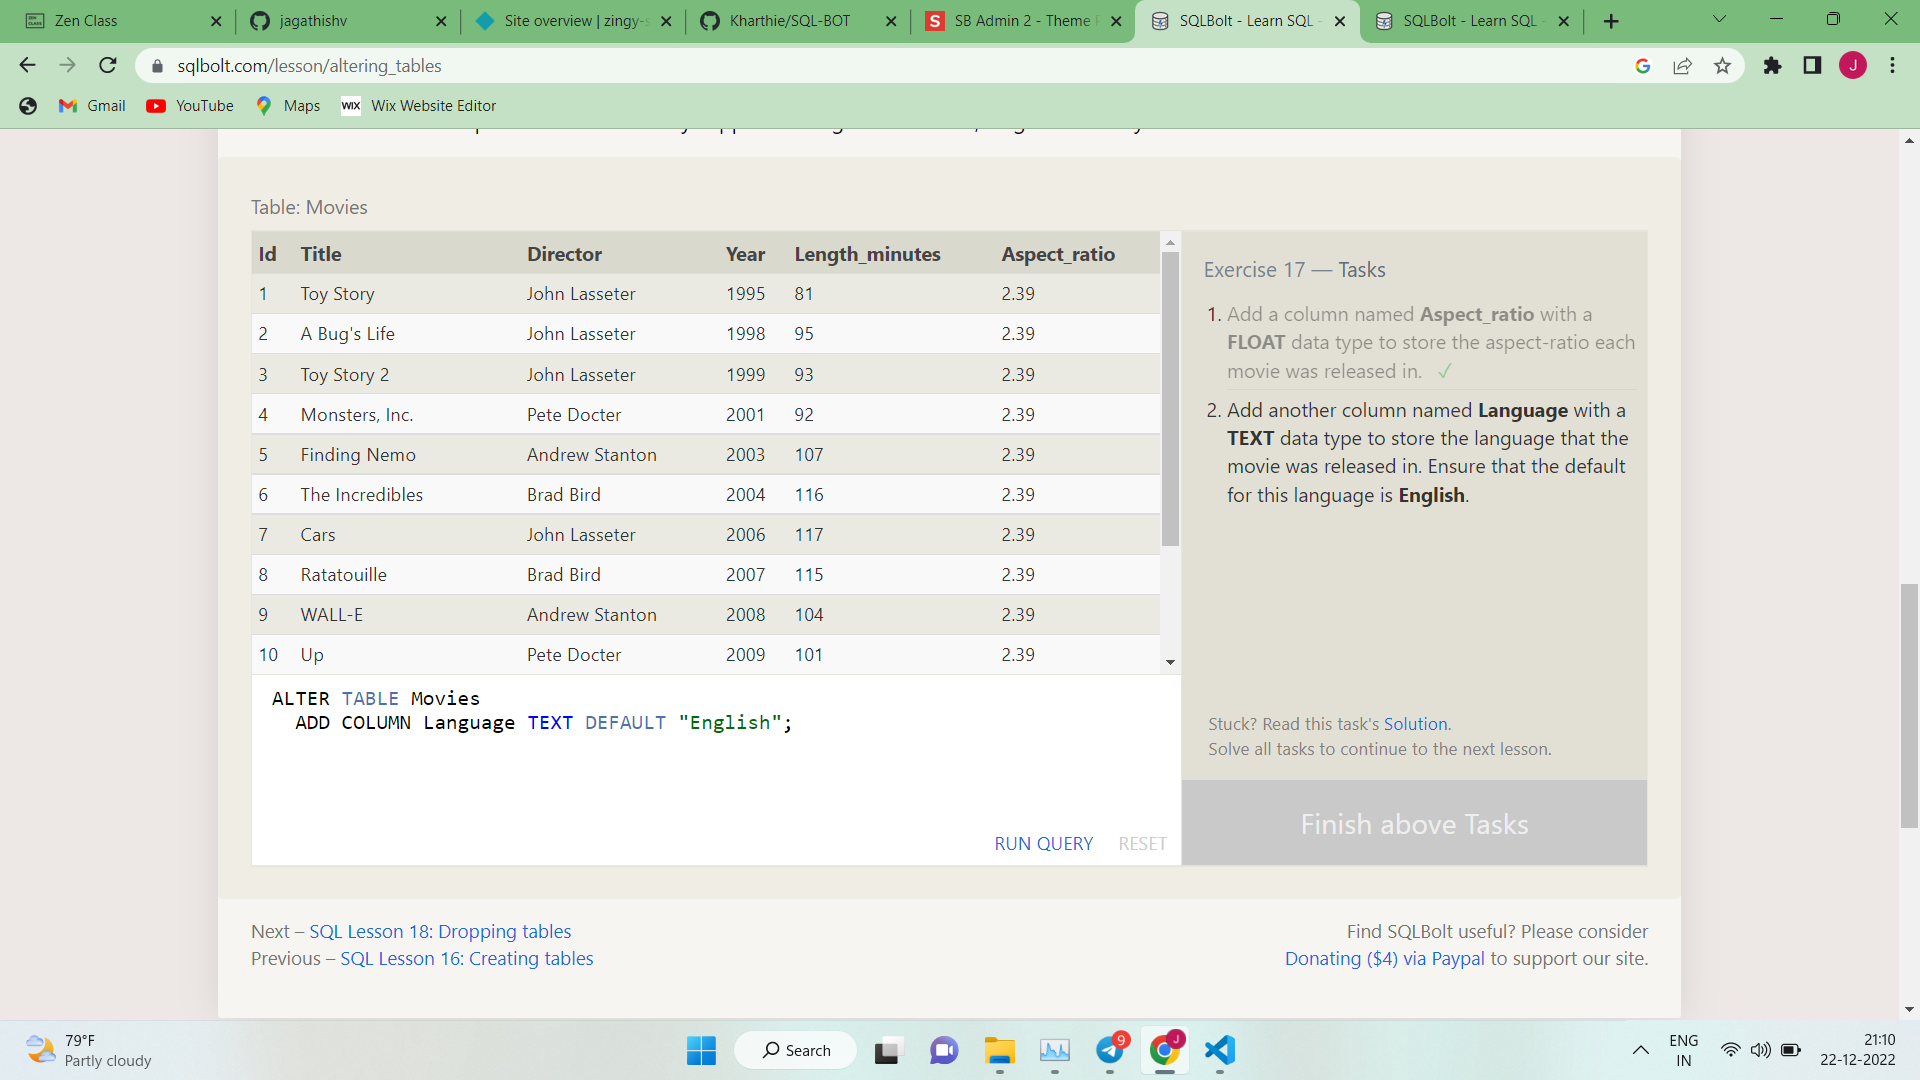 Zen Class
jagathishv
Site overview | zingy-s
Kharthie/SQL-BOT
SB Admin 2 - Theme P
SQLBolt - Learn SQL -
SQLBolt - Learn SQL -
sqlbolt.com/lesson/altering_tables
J
Gmail
YouTube
Maps
WIX Wix Website Editor
Table: Movies
Id Title Director Year Length_minutes Aspect_ratio
1 Toy Story John Lasseter 1995 81 2.39
2 A Bug's Life John Lasseter 1998 95 2.39
3 Toy Story 2 John Lasseter 1999 93 2.39
4 Monsters, Inc. Pete Docter 2001 92 2.39
5 Finding Nemo Andrew Stanton 2003 107 2.39
6 The Incredibles Brad Bird 2004 116 2.39
7 Cars John Lasseter 2006 117 2.39
8 Ratatouille Brad Bird 2007 115 2.39
9 WALL-E Andrew Stanton 2008 104 2.39
10 Up Pete Docter 2009 101 2.39
ALTER TABLE Movies
ADD COLUMN Language TEXT DEFAULT "English";
RUN QUERY RESET
Exercise 17 — Tasks
1. Add a column named Aspect_ratio with a
FLOAT data type to store the aspect-ratio each
movie was released in. ✓
2. Add another column named Language with a
TEXT data type to store the language that the
movie was released in. Ensure that the default
for this language is English.
Stuck? Read this task's Solution.
Solve all tasks to continue to the next lesson.
Finish above Tasks
Next – SQL Lesson 18: Dropping tables
Previous – SQL Lesson 16: Creating tables
Find SQLBolt useful? Please consider
Donating ($4) via Paypal to support our site.
79°F
Partly cloudy
Search
9
J
ENG
IN
21:10
22-12-2022